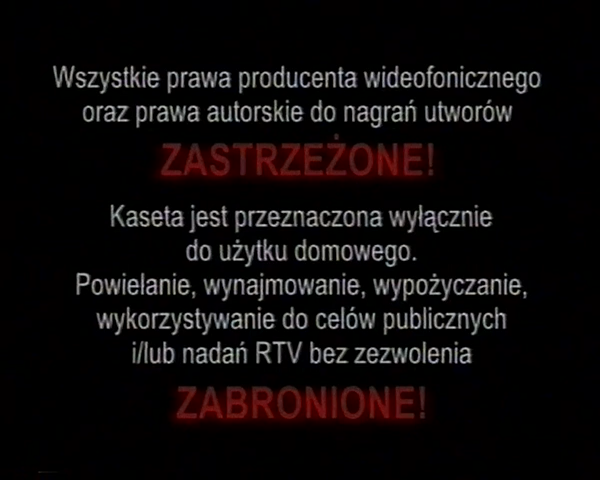 Wszystkie prawa producenta wideofonicznego
oraz prawa autorskie do nagrań utworów
ZASTRZEŻONE!
Kaseta jest przeznaczona wyłącznie
do użytku domowego.
Powielanie, wynajmowanie, wypożyczanie,
wykorzystywanie do celów publicznych
i/lub nadań RTV bez zezwolenia
ZABRONIONE!